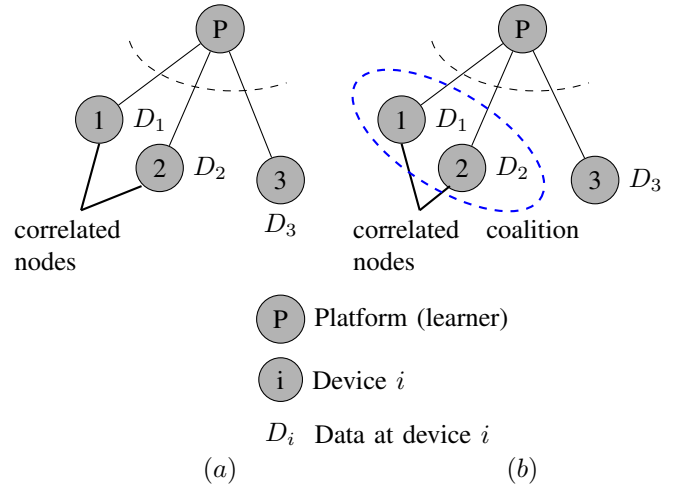 P
1
D₁
2
D₂
3
D₃
correlated
nodes
P
1
D₁
2
D₂
3
D₃
correlated
nodes
coalition
P Platform (learner)
i Device i
Dᵢ Data at device i
(a)
(b)